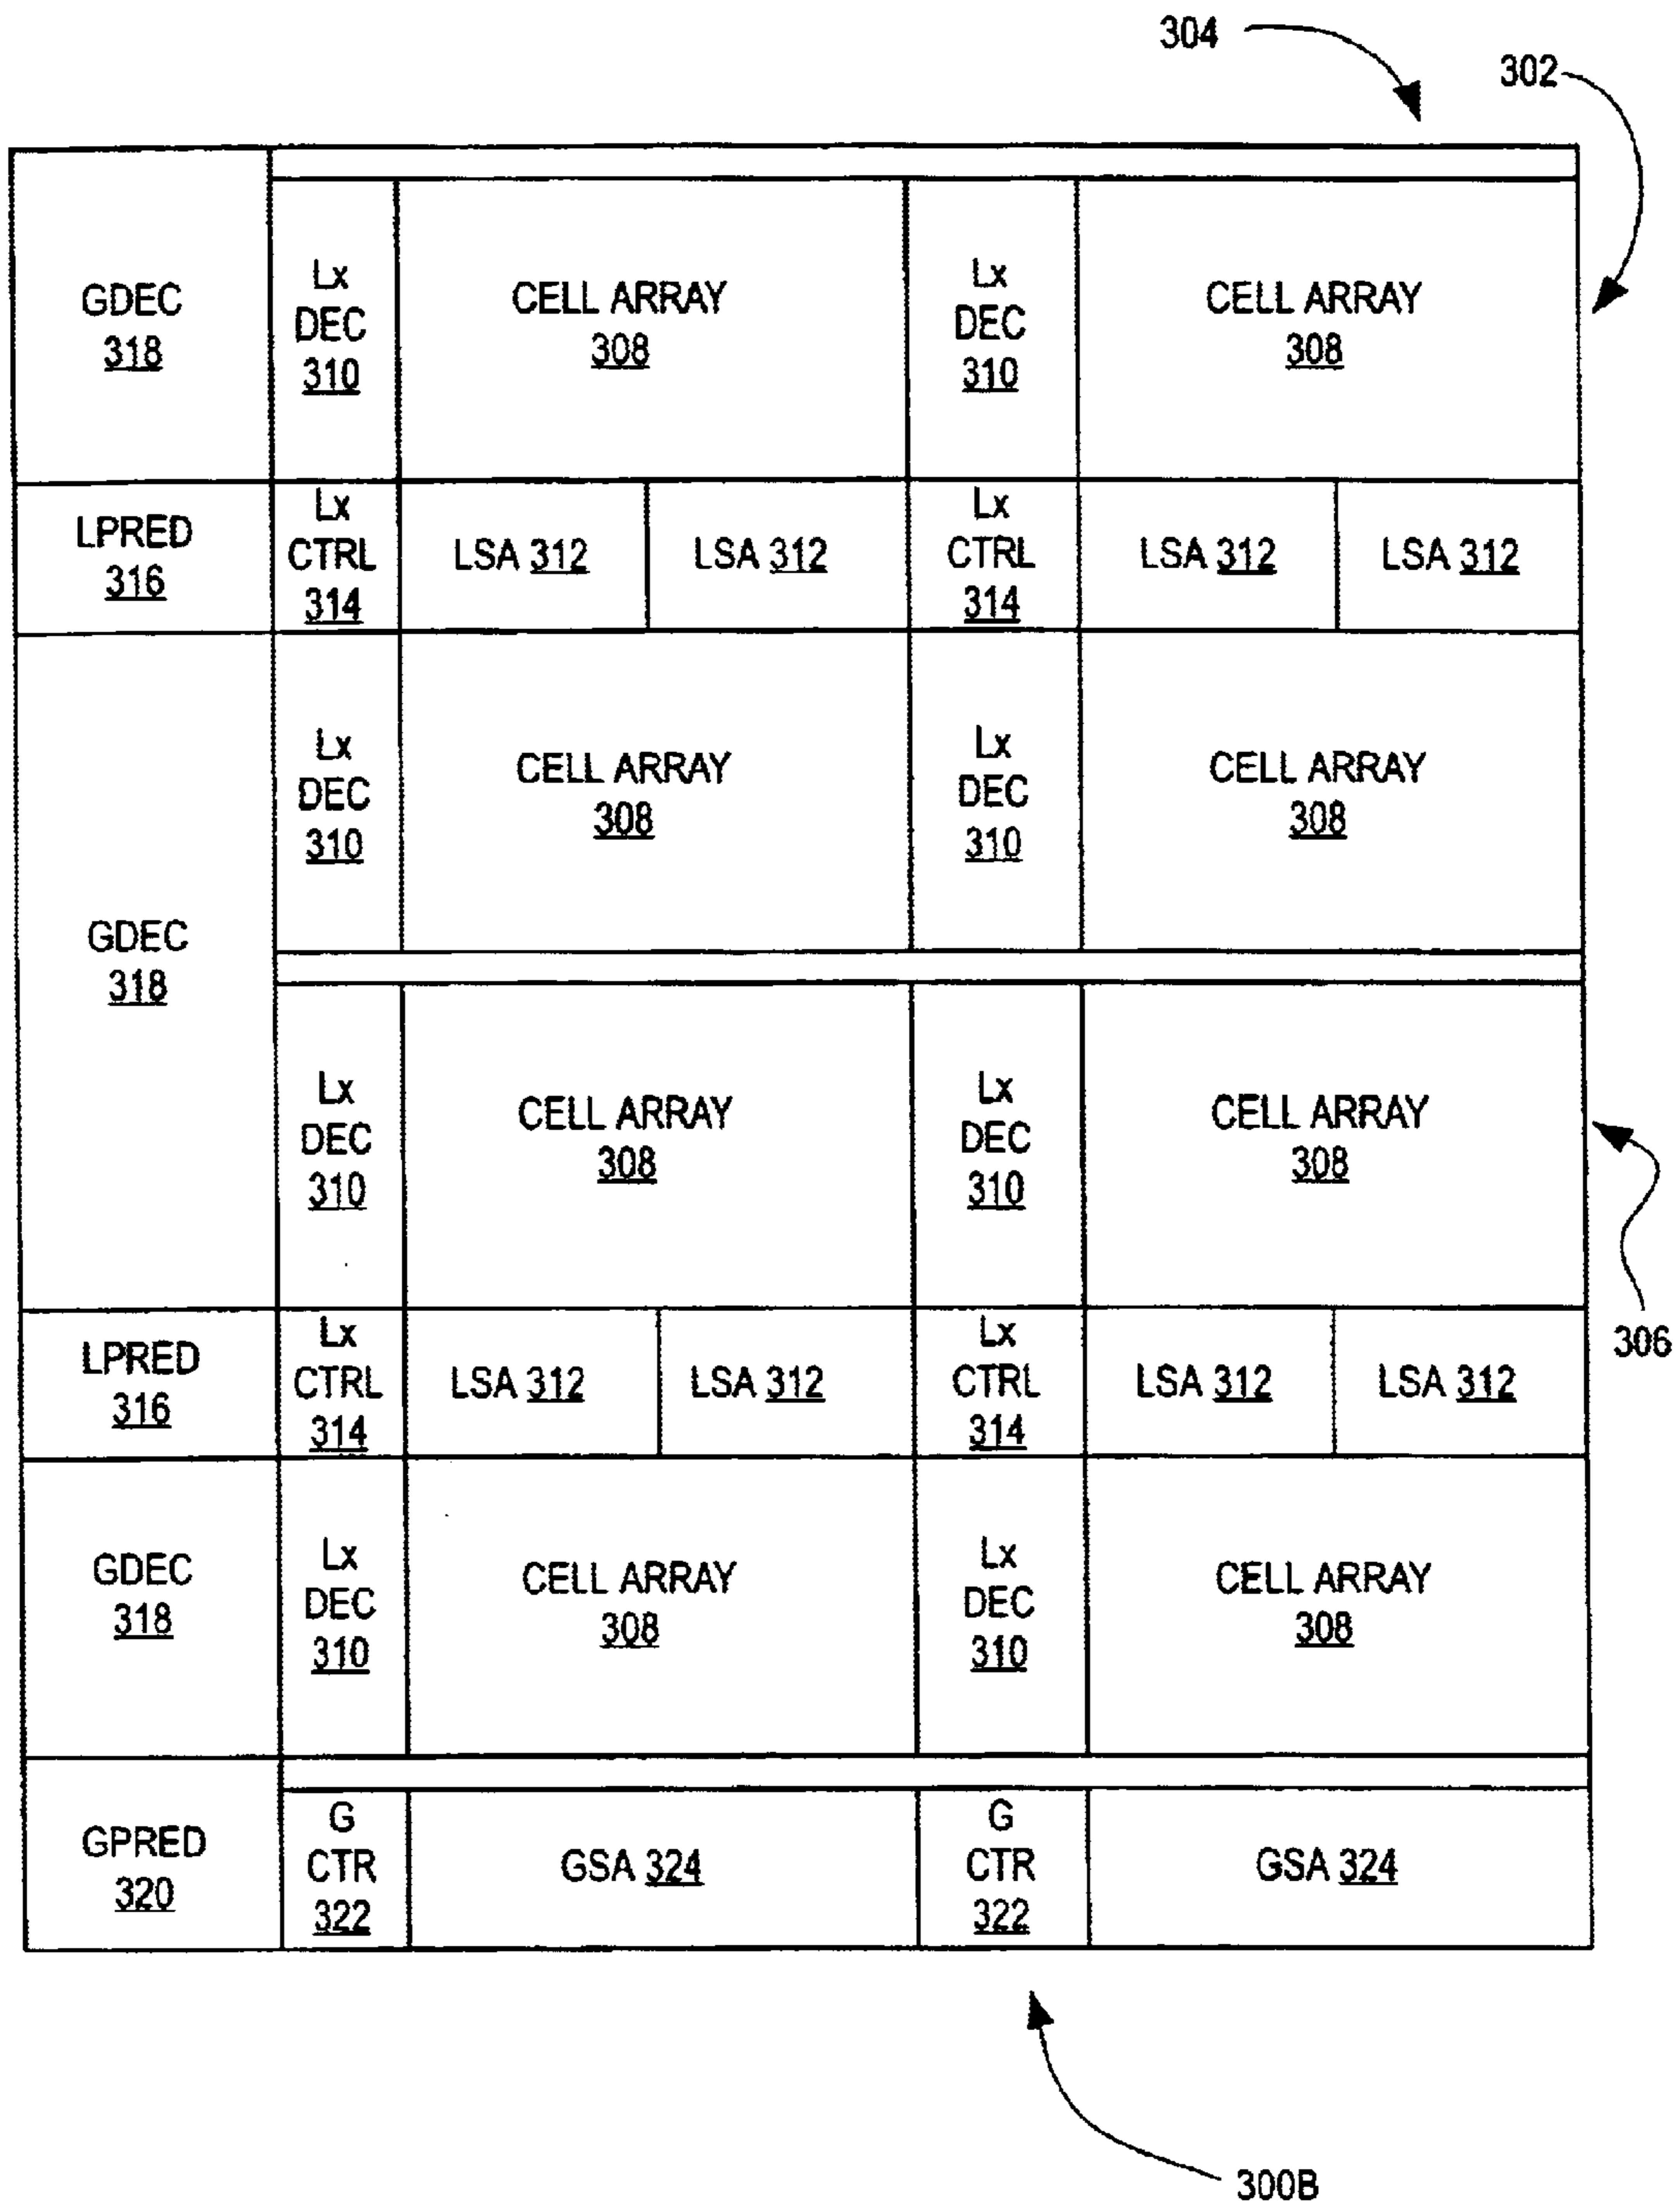 304
302
GDEC
318
Lx
DEC
310
CELL ARRAY
308
Lx
DEC
310
CELL ARRAY
308
LPRED
316
Lx
CTRL
314
LSA 312
LSA 312
Lx
CTRL
314
LSA 312
LSA 312
GDEC
318
Lx
DEC
310
CELL ARRAY
308
Lx
DEC
310
CELL ARRAY
308
Lx
DEC
310
CELL ARRAY
308
Lx
DEC
310
CELL ARRAY
308
306
LPRED
316
Lx
CTRL
314
LSA 312
LSA 312
Lx
CTRL
314
LSA 312
LSA 312
GDEC
318
Lx
DEC
310
CELL ARRAY
308
Lx
DEC
310
CELL ARRAY
308
GPRED
320
G
CTR
322
GSA 324
G
CTR
322
GSA 324
300B